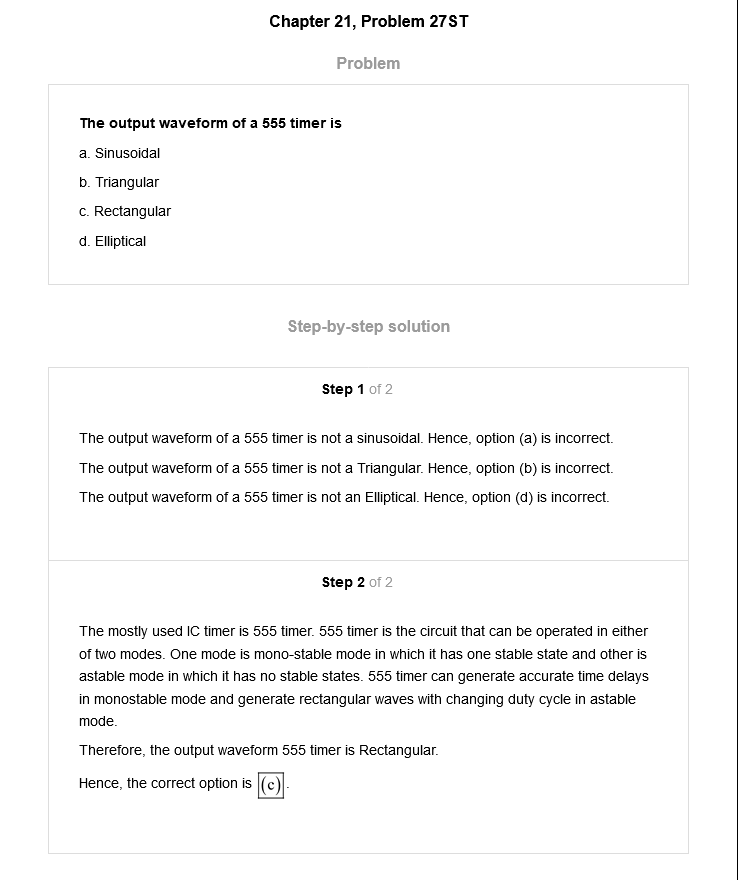 Chapter 21, Problem 27ST
Problem
The output waveform of a 555 timer is
a. Sinusoidal
b. Triangular
c. Rectangular
d. Elliptical
Step-by-step solution
Step 1 of 2
The output waveform of a 555 timer is not a sinusoidal. Hence, option (a) is incorrect.
The output waveform of a 555 timer is not a Triangular. Hence, option (b) is incorrect.
The output waveform of a 555 timer is not an Elliptical. Hence, option (d) is incorrect.
Step 2 of 2
The mostly used IC timer is 555 timer. 555 timer is the circuit that can be operated in either
of two modes. One mode is mono-stable mode in which it has one stable state and other is
astable mode in which it has no stable states. 555 timer can generate accurate time delays
in monostable mode and generate rectangular waves with changing duty cycle in astable
mode.
Therefore, the output waveform 555 timer is Rectangular.
Hence, the correct option is (c).